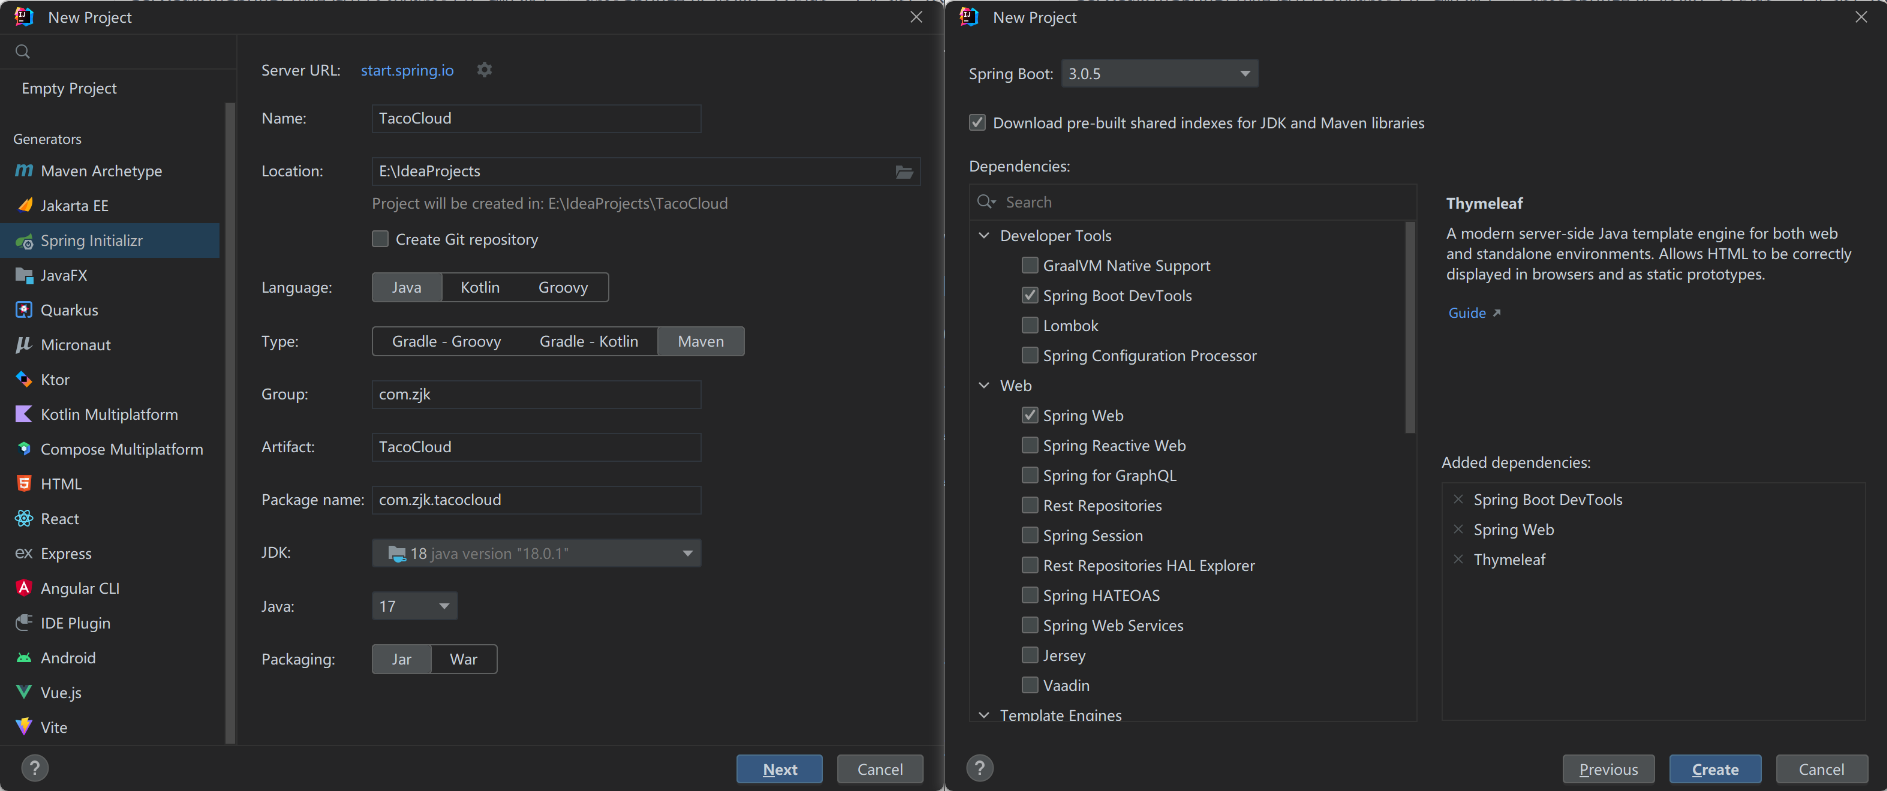 New Project
Empty Project
Generators
Maven Archetype
Jakarta EE
Spring Initializr
JavaFX
Quarkus
Micronaut
Ktor
Kotlin Multiplatform
Compose Multiplatform
HTML
React
ex Express
Angular CLI
IDE Plugin
Android
Vue.js
Vite
?
Server URL: start.spring.io
Name: TacoCloud
Location: E:\IdeaProjects
Project will be created in: E:\IdeaProjects\TacoCloud
Create Git repository
Language: Java Kotlin Groovy
Type: Gradle - Groovy Gradle - Kotlin Maven
Group: com.zjk
Artifact: TacoCloud
Package name: com.zjk.tacocloud
JDK: 18 java version "18.0.1"
Java: 17
Packaging: Jar War
Next Cancel
New Project
Spring Boot: 3.0.5
Download pre-built shared indexes for JDK and Maven libraries
Dependencies:
Search
Developer Tools
GraalVM Native Support
Spring Boot DevTools
Lombok
Spring Configuration Processor
Web
Spring Web
Spring Reactive Web
Spring for GraphQL
Rest Repositories
Spring Session
Rest Repositories HAL Explorer
Spring HATEOAS
Spring Web Services
Jersey
Vaadin
Template Engines
Thymeleaf
A modern server-side Java template engine for both web
and standalone environments. Allows HTML to be correctly
displayed in browsers and as static prototypes.
Guide
Added dependencies:
Spring Boot DevTools
Spring Web
Thymeleaf
?
Previous Create Cancel